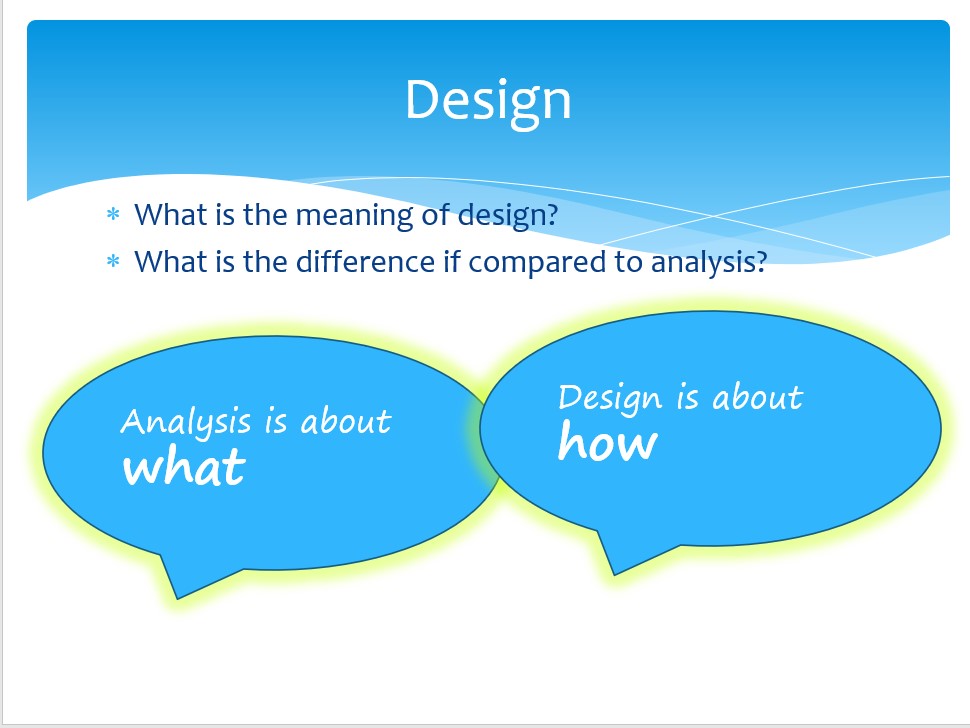 Design
* What is the meaning of design?
* What is the difference if compared to analysis?
Analysis is about
what
Design is about
how